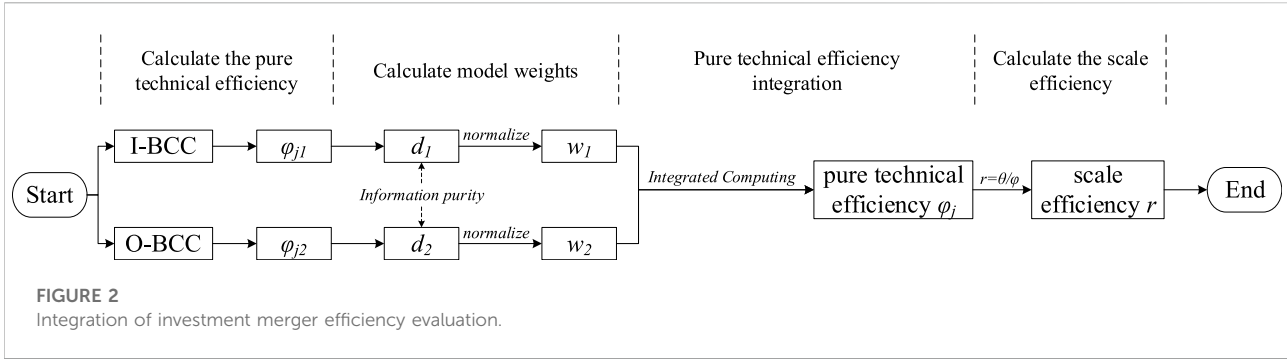 Calculate the pure
technical efficiency
Calculate model weights
Pure technical efficiency
integration
Calculate the scale
efficiency
Start
I-BCC
φj1
d1
normalize
w1
Information purity
O-BCC
φj2
d2
normalize
w2
Integrated Computing
pure technical
efficiency φj
r=θ/φ
scale
efficiency r
End
FIGURE 2
Integration of investment merger efficiency evaluation.